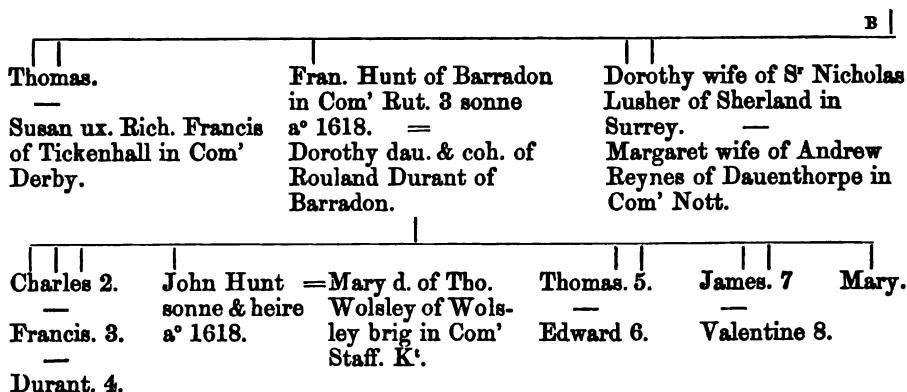 B
Thomas.
—
Susan ux. Rich. Francis
of Tickenhall in Com'
Derby.
Fran. Hunt of Barradon
in Com' Rut. 3 sonne
aº 1618. =
Dorothy dau. & coh. of
Rouland Durant of
Barradon.
Dorothy wife of Sʳ Nicholas
Lusher of Sherland in
Surrey. —
Margaret wife of Andrew
Reynes of Dauenthorpe in
Com' Nott.
Charles 2.
—
Francis. 3.
—
Durant. 4.
John Hunt
sonne & heire
aº 1618.
=Mary d. of Tho.
Wolsley of Wols-
ley brig in Com'
Staff. Kᵗ.
Thomas. 5.
—
Edward 6.
James. 7
—
Valentine 8.
Mary.